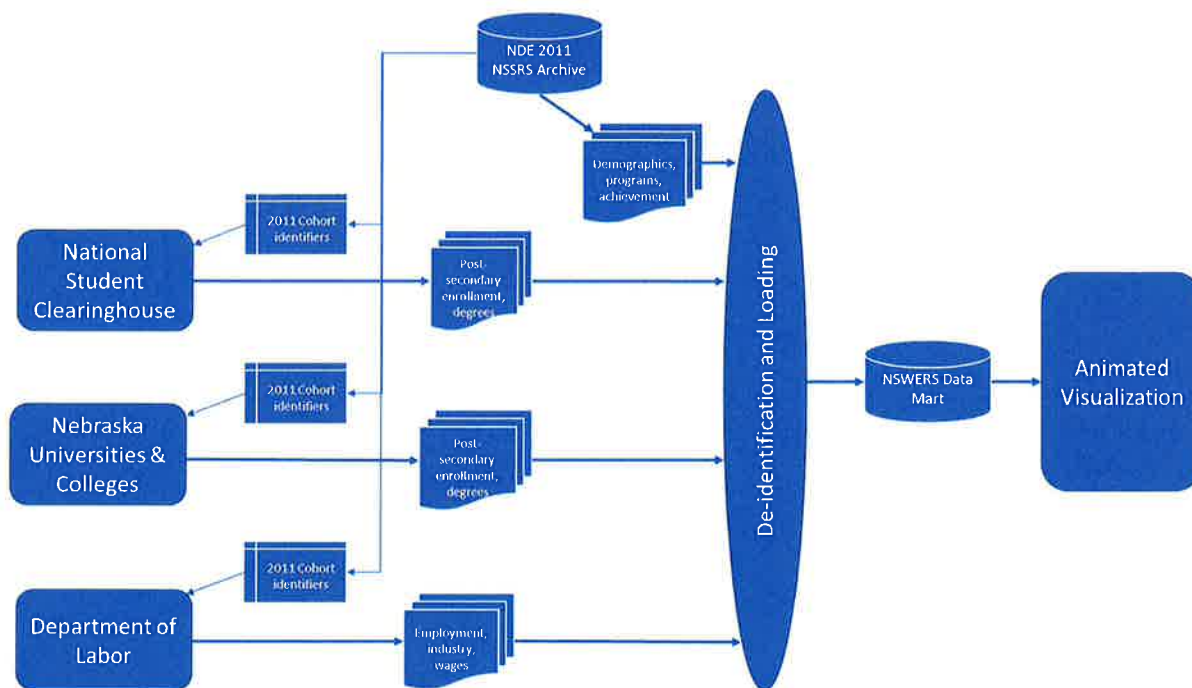 NDE 2011
NSSRS Archive
Demographics,
programs,
achievement
2011 Cohort
identifiers
National
Student
Clearinghouse
Post-
secondary
enrollment,
degrees
2011 Cohort
identifiers
Nebraska
Universities &
Colleges
Post-
secondary
enrollment,
degrees
2011 Cohort
identifiers
Department of
Labor
Employment,
industry,
wages
De-identification and Loading
NSWERS Data
Mart
Animated
Visualization